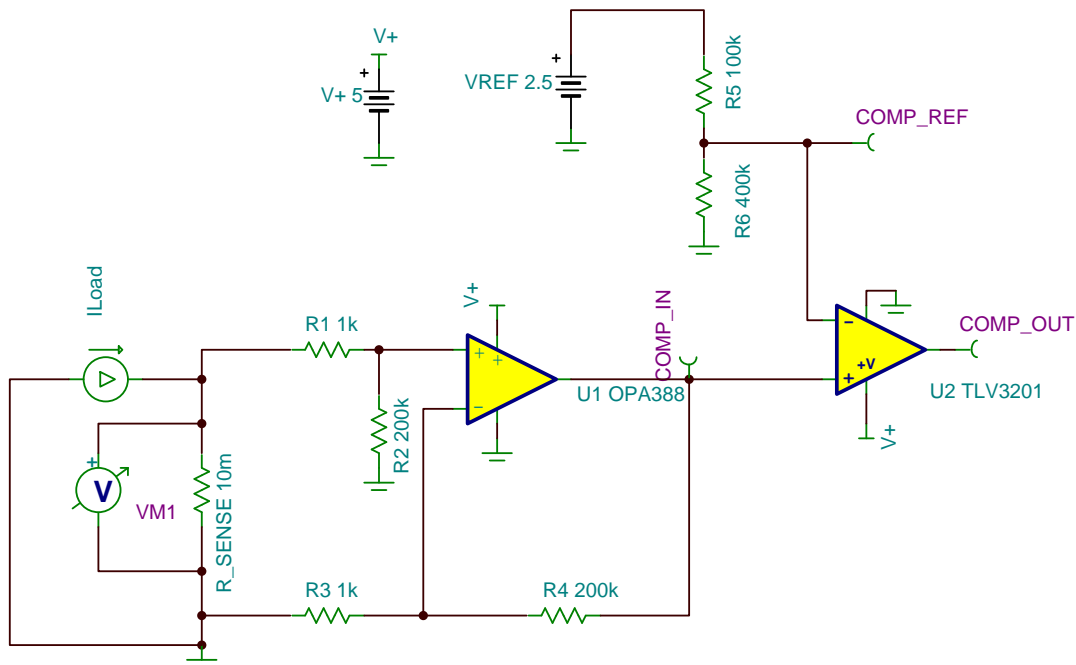 V+
V+ 5
+
VREF 2.5
+
R5 100k
COMP_REF
R6 400k
ILoad
R1 1k
V+
+
+
-
U1 OPA388
COMP_IN
R2 200k
-
+V
+
U2 TLV3201
COMP_OUT
V+
+
V
VM1
R_SENSE 10m
R3 1k
R4 200k